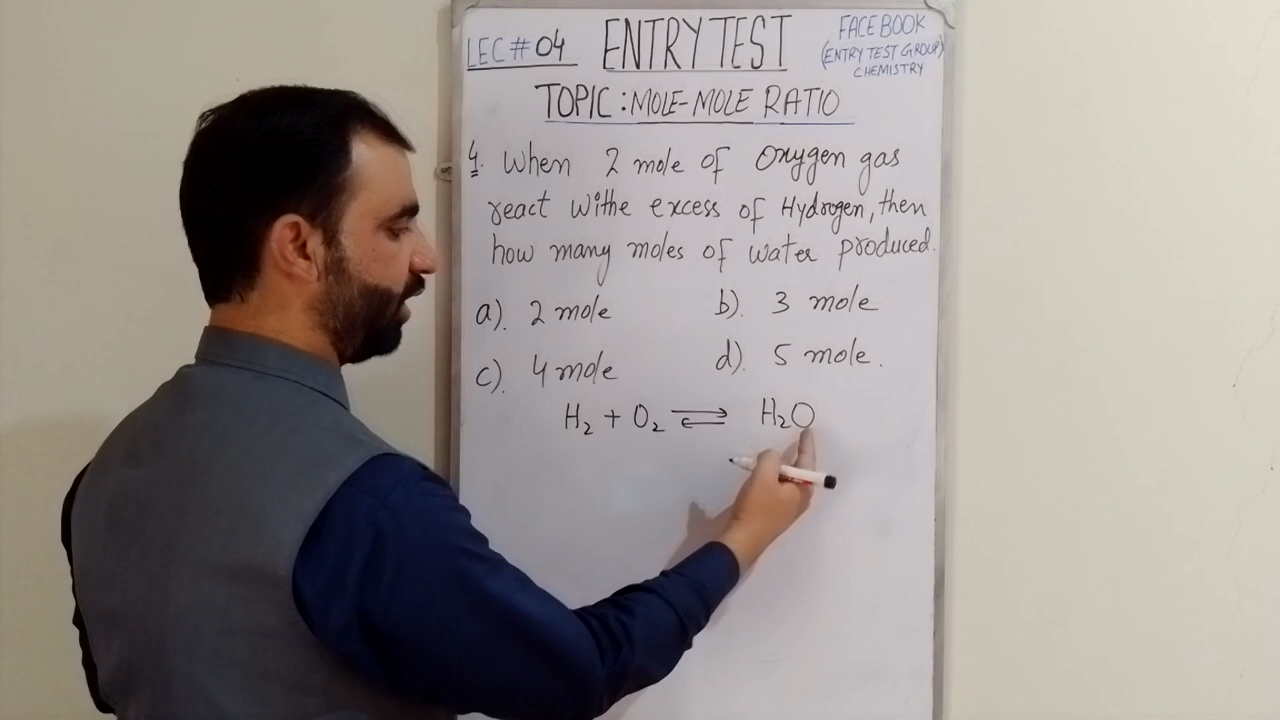 LEC # 04 ENTRY TEST
FACEBOOK
(ENTRY TEST GROUP)
CHEMISTRY
TOPIC : MOLE-MOLE RATIO
4. When 2 mole of Oxygen gas
react withe excess of Hydrogen, then
how many moles of water produced.
a). 2 mole b). 3 mole
c). 4 mole d). 5 mole.
H₂ + O₂ ⇌ H₂O